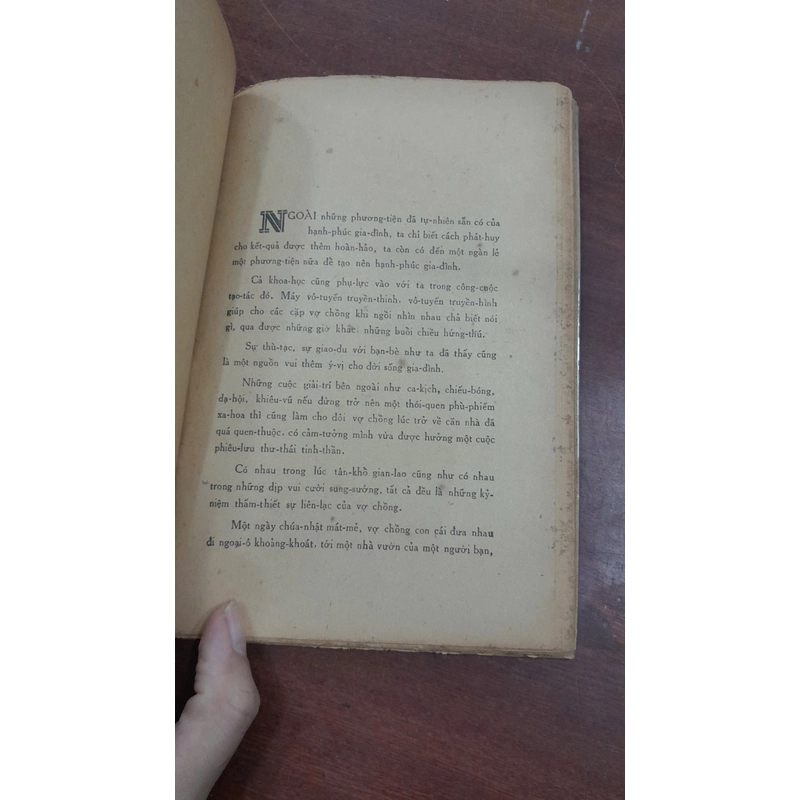 NGOÀI những phương-tiện đã tự-nhiên sẵn có của
hạnh-phúc gia-đình, ta chỉ biết cách phát-huy
cho kết-quả được thêm hoàn-hảo, ta còn có đến một ngàn lẻ
một phương-tiện nữa để tạo nên hạnh-phúc gia-đình.
Cả khoa-học cũng phụ-lực vào với ta trong công-cuộc
tạo-tác đó. Máy vô-tuyến truyền-thinh, vô-tuyến truyền-hình
giúp cho các cặp vợ chồng khi ngồi nhìn nhau chả biết nói
gì, qua được những giờ khắc, những buổi chiều hứng-thú.
Sự thù-tạc, sự giao-du với bạn-bè như ta đã thấy cũng
là một nguồn vui thêm ý-vị cho đời sống gia-đình.
Những cuộc giải-trí bên ngoài như ca-kịch, chiếu-bóng,
dạ-hội, khiêu-vũ nếu đừng trở nên một thói-quen phù-phiếm
xa-hoa thì cũng làm cho đôi vợ chồng lúc trở về căn nhà đã
quá quen-thuộc, có cảm-tưởng mình vừa được hưởng một cuộc
phiêu-lưu thư-thái tinh-thần.
Có nhau trong lúc tân-khổ gian-lao cũng như có nhau
trong những dịp vui cười sung-sướng, tất cả đều là những kỷ-
niệm thắm-thiết sự liên-lạc của vợ chồng.
Một ngày chúa-nhật mát-mẻ, vợ chồng con cái đưa nhau
đi ngoại-ô khoảng-khoát, tới một nhà vườn của một người bạn,